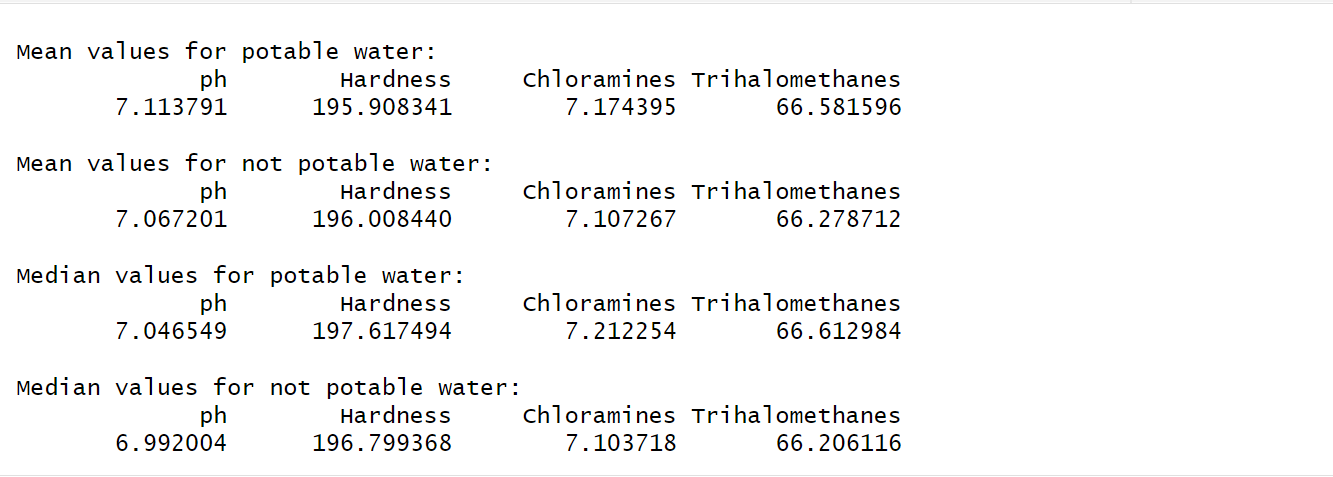 Mean values for potable water:
ph Hardness Chloramines Trihalomethanes
7.113791 195.908341 7.174395 66.581596
Mean values for not potable water:
ph Hardness Chloramines Trihalomethanes
7.067201 196.008440 7.107267 66.278712
Median values for potable water:
ph Hardness Chloramines Trihalomethanes
7.046549 197.617494 7.212254 66.612984
Median values for not potable water:
ph Hardness Chloramines Trihalomethanes
6.992004 196.799368 7.103718 66.206116